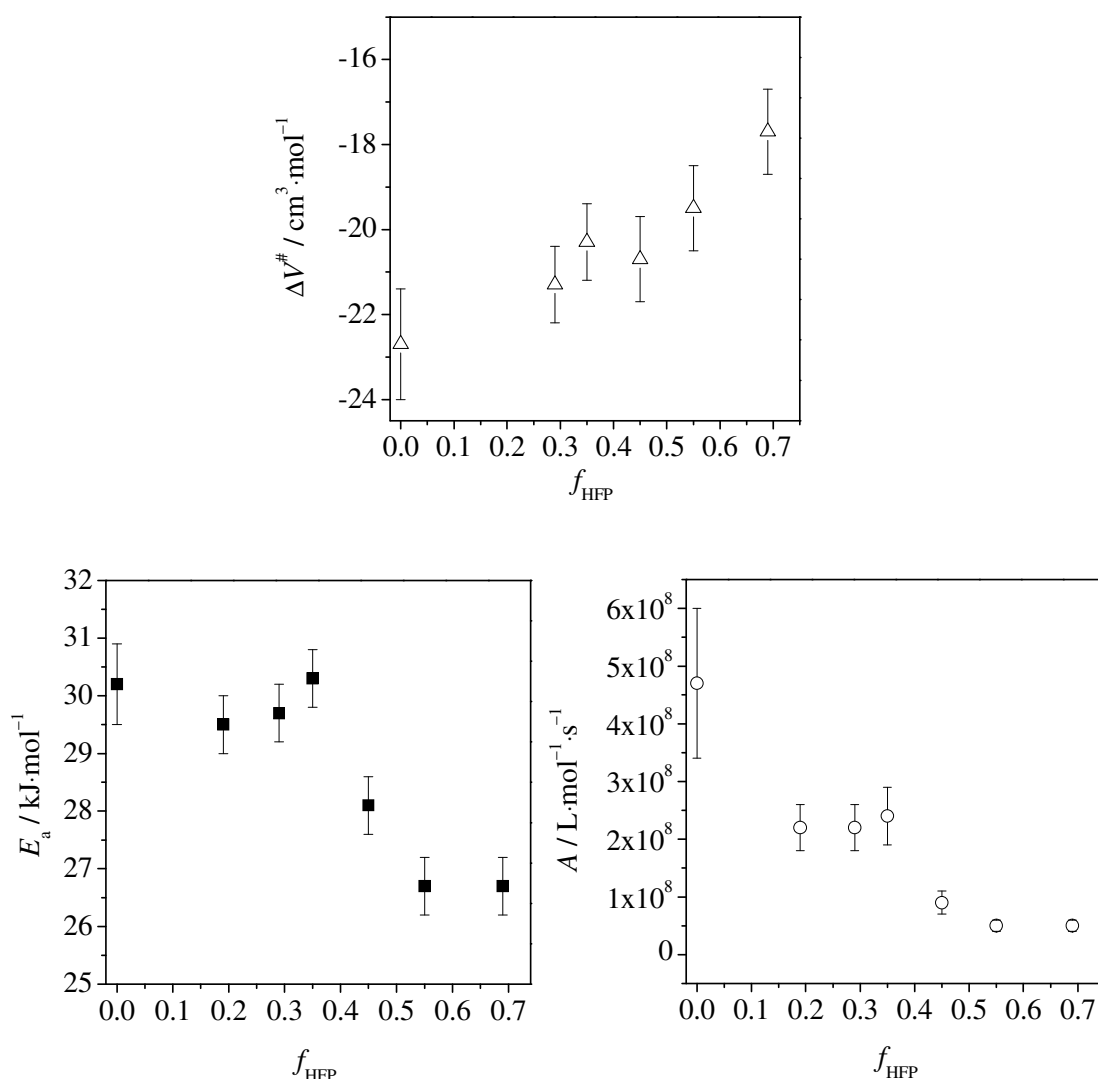 -16
-18
-20
-22
-24
ΔV# / cm³·mol⁻¹
0.0 0.1 0.2 0.3 0.4 0.5 0.6 0.7
f_HFP
32
31
30
29
28
27
26
25
E_a / kJ·mol⁻¹
0.0 0.1 0.2 0.3 0.4 0.5 0.6 0.7
f_HFP
6x10⁸
5x10⁸
4x10⁸
3x10⁸
2x10⁸
1x10⁸
0
A / L·mol⁻¹·s⁻¹
0.0 0.1 0.2 0.3 0.4 0.5 0.6 0.7
f_HFP